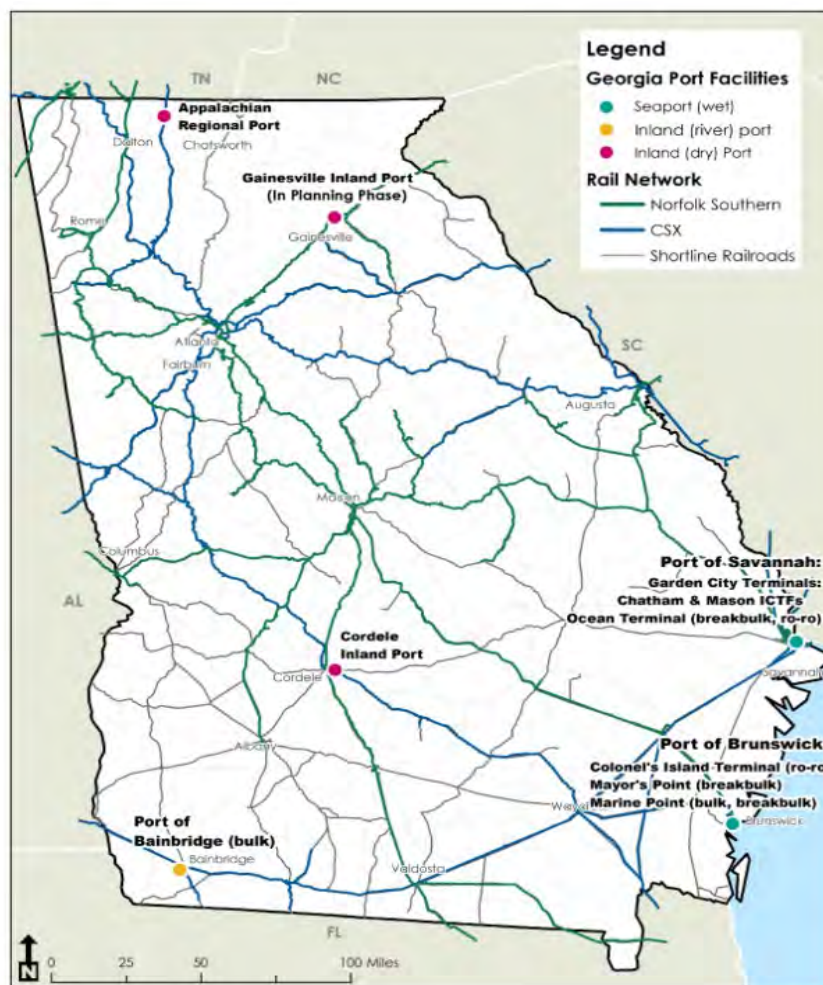 Legend
Georgia Port Facilities
Seaport (wet)
Inland (river) port
Inland (dry) Port
Rail Network
Norfolk Southern
CSX
Shortline Railroads
TN
NC
Appalachian
Regional Port
Dalton
Chatsworth
Gainesville Inland Port
(In Planning Phase)
Rome
Gainesville
Atlanta
Fairburn
SC
Augusta
Macon
Columbus
AL
Port of Savannah:
Garden City Terminals:
Chatham & Mason ICTFs
Ocean Terminal (breakbulk, ro-ro)
Savannah
Cordele
Inland Port
Cordele
Albany
Port of Brunswick
Colonel's Island Terminal (ro-ro
Mayor's Point (breakbulk)
Marine Point (bulk, breakbulk)
Brunswick
Port of
Bainbridge (bulk)
Bainbridge
Valdosta
FL
N
0 25 50 100 Miles